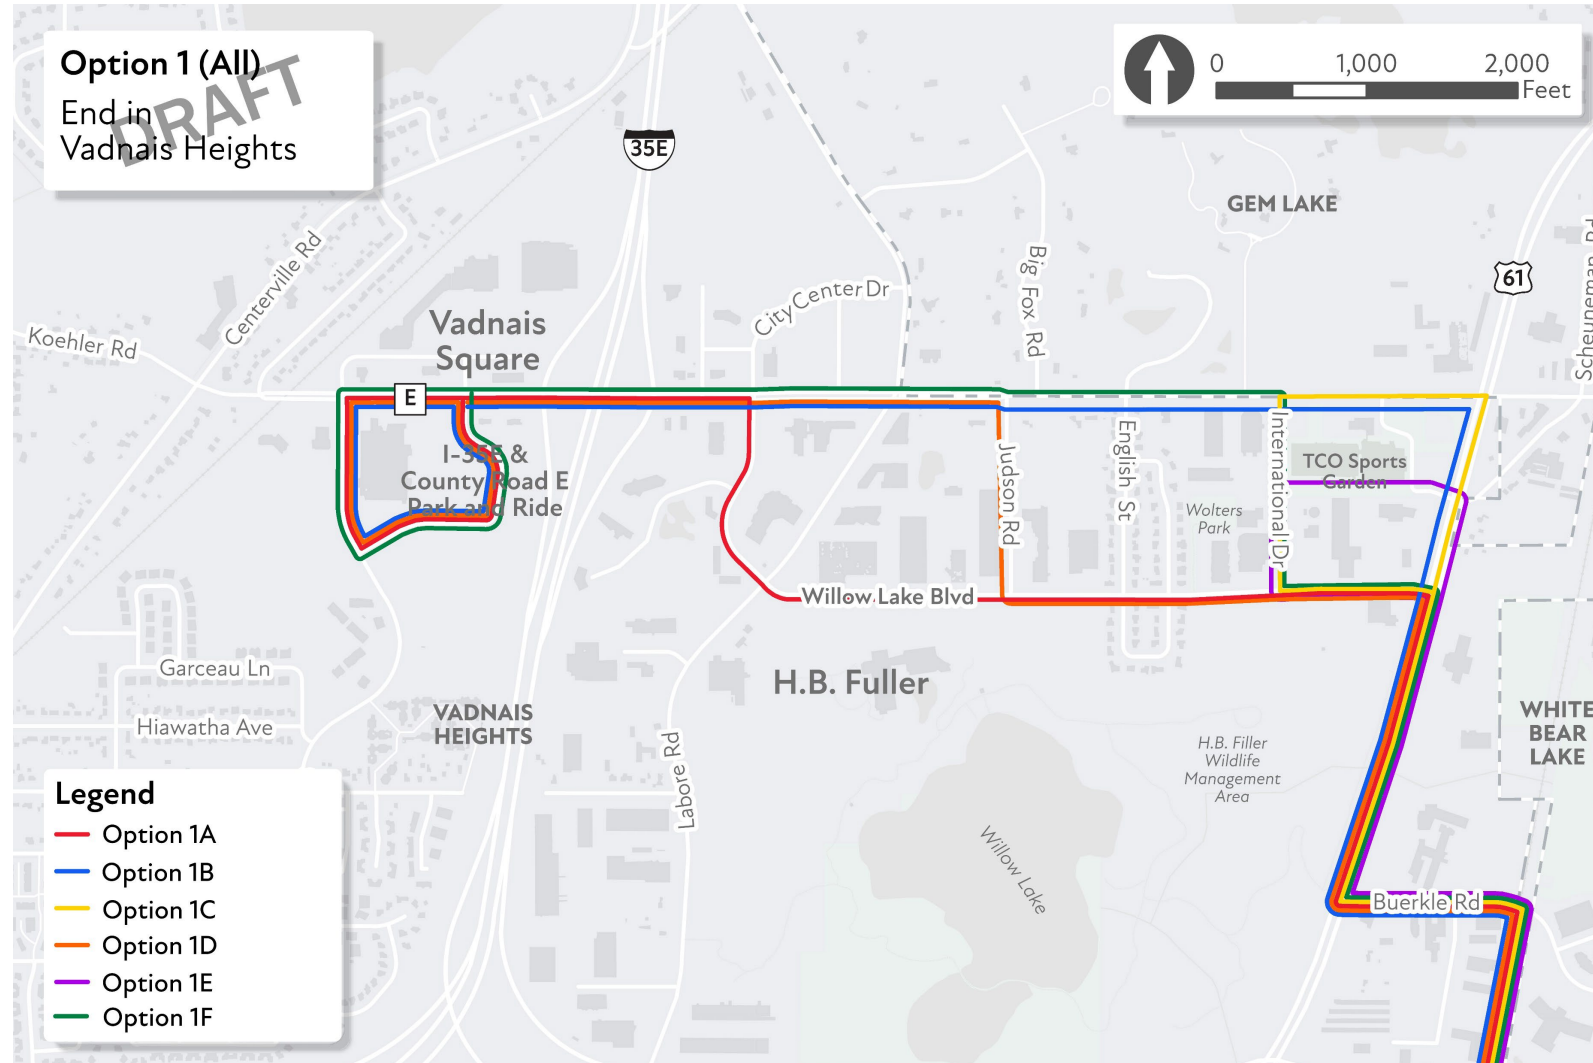 Option 1 (All)
End in
Vadnais Heights
DRAFT
0 1,000 2,000
Feet
35E
GEM LAKE
61
Scheuneman Rd
Centerville Rd
Koehler Rd
Vadnais
Square
City Center Dr
Big Fox Rd
E
I-35E &
County Road E
Park and Ride
Judson Rd
English St
Wolters
Park
International Dr
TCO Sports
Garden
Willow Lake Blvd
H.B. Fuller
Garceau Ln
Hiawatha Ave
VADNAIS
HEIGHTS
Labore Rd
H.B. Filler
Wildlife
Management
Area
WHITE
BEAR
LAKE
Willow Lake
Buerkle Rd
Legend
Option 1A
Option 1B
Option 1C
Option 1D
Option 1E
Option 1F